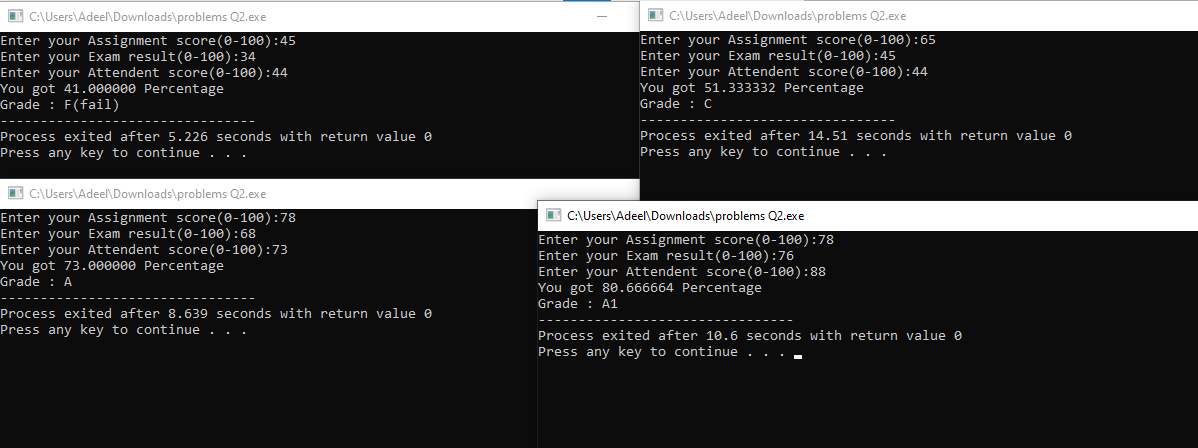 C:\Users\Adeel\Downloads\problems Q2.exe
Enter your Assignment score(0-100):45
Enter your Exam result(0-100):34
Enter your Attendent score(0-100):44
You got 41.000000 Percentage
Grade : F(fail)
--------------------------------
Process exited after 5.226 seconds with return value 0
Press any key to continue . . .
C:\Users\Adeel\Downloads\problems Q2.exe
Enter your Assignment score(0-100):65
Enter your Exam result(0-100):45
Enter your Attendent score(0-100):44
You got 51.333332 Percentage
Grade : C
--------------------------------
Process exited after 14.51 seconds with return value 0
Press any key to continue . . .
C:\Users\Adeel\Downloads\problems Q2.exe
Enter your Assignment score(0-100):78
Enter your Exam result(0-100):68
Enter your Attendent score(0-100):73
You got 73.000000 Percentage
Grade : A
--------------------------------
Process exited after 8.639 seconds with return value 0
Press any key to continue . . .
C:\Users\Adeel\Downloads\problems Q2.exe
Enter your Assignment score(0-100):78
Enter your Exam result(0-100):76
Enter your Attendent score(0-100):88
You got 80.666664 Percentage
Grade : A1
--------------------------------
Process exited after 10.6 seconds with return value 0
Press any key to continue . . .